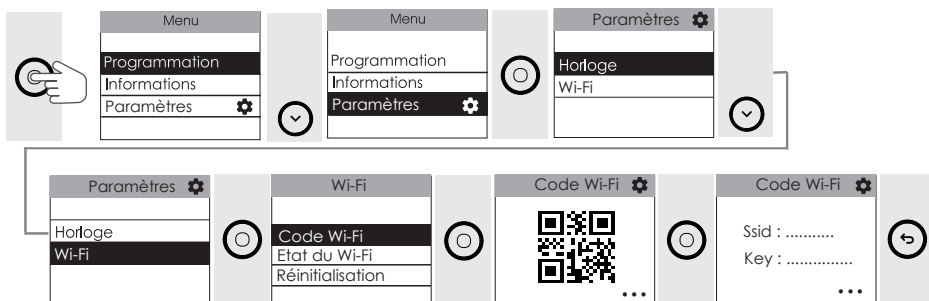 Menu
Programmation
Informations
Paramètres
Menu
Programmation
Informations
Paramètres
Paramètres
Horloge
Wi-Fi
Paramètres
Horloge
Wi-Fi
Wi-Fi
Code Wi-Fi
Etat du Wi-Fi
Réinitialisation
Code Wi-Fi
...
Code Wi-Fi
Ssid : ...........
Key : ...............
...